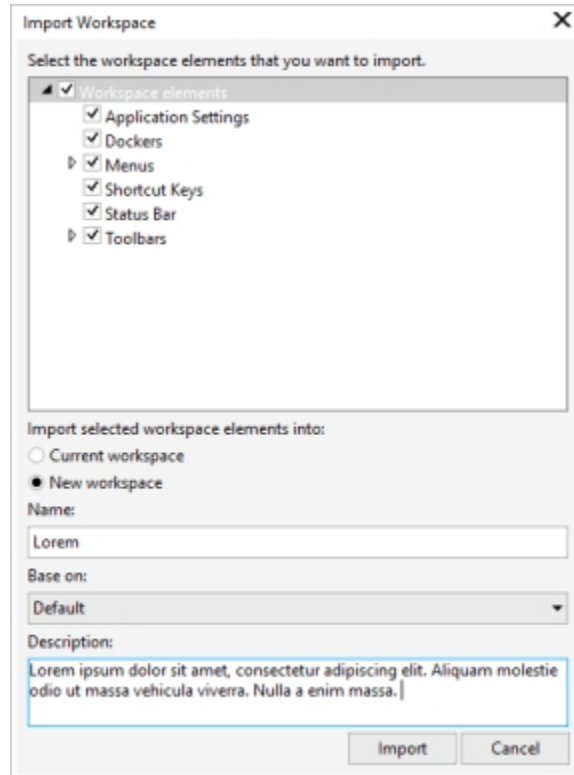 Import Workspace
Select the workspace elements that you want to import.
Workspace elements
Application Settings
Dockers
Menus
Shortcut Keys
Status Bar
Toolbars
Import selected workspace elements into:
Current workspace
New workspace
Name:
Lorem
Base on:
Default
Description:
Lorem ipsum dolor sit amet, consectetur adipiscing elit. Aliquam molestie
odio ut massa vehicula viverra. Nulla a enim massa.
Import Cancel